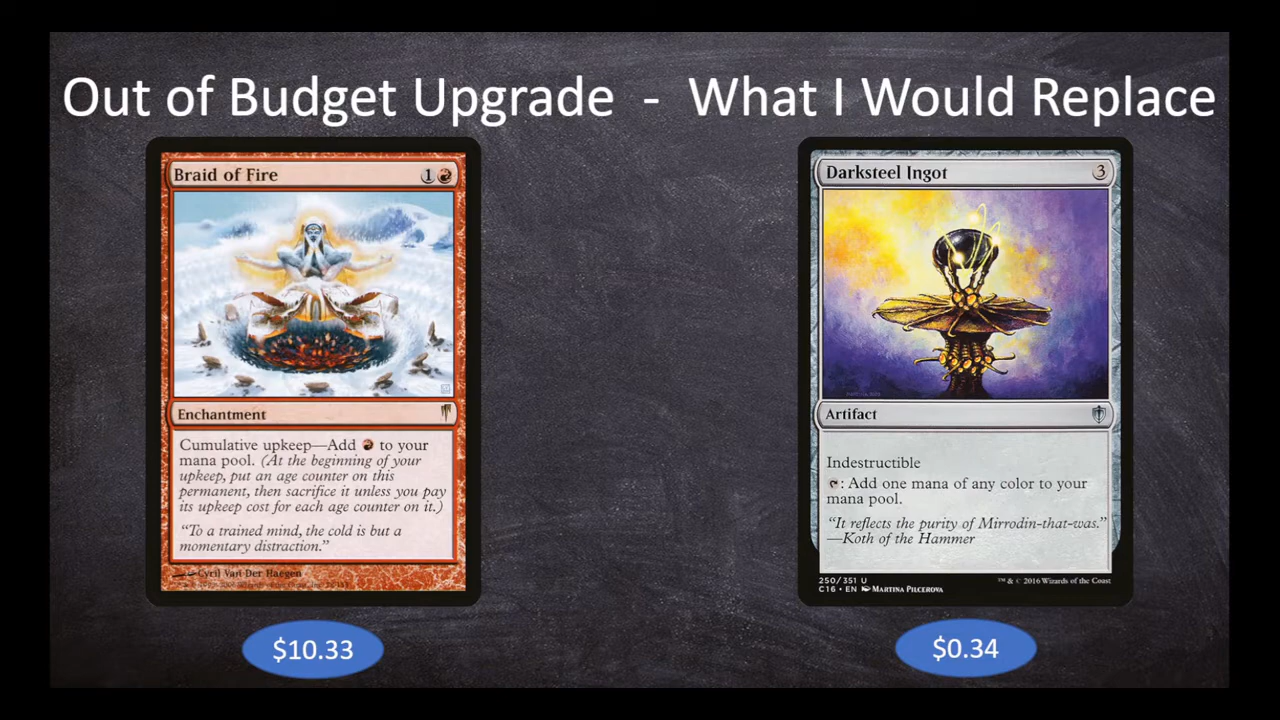 Out of Budget Upgrade - What I Would Replace
Braid of Fire 1
Enchantment
Cumulative upkeep—Add to your
mana pool. (At the beginning of your
upkeep, put an age counter on this
permanent, then sacrifice it unless you pay
its upkeep cost for each age counter on it.)
"To a trained mind, the cold is but a
momentary distraction."
Cyril Van Der Haegen
$10.33
Darksteel Ingot 3
Artifact
Indestructible
: Add one mana of any color to your
mana pool.
"It reflects the purity of Mirrodin-that-was."
—Koth of the Hammer
250/351 U
C16 • EN MARTINA PILCEROVA
™ & © 2016 Wizards of the Coast
$0.34